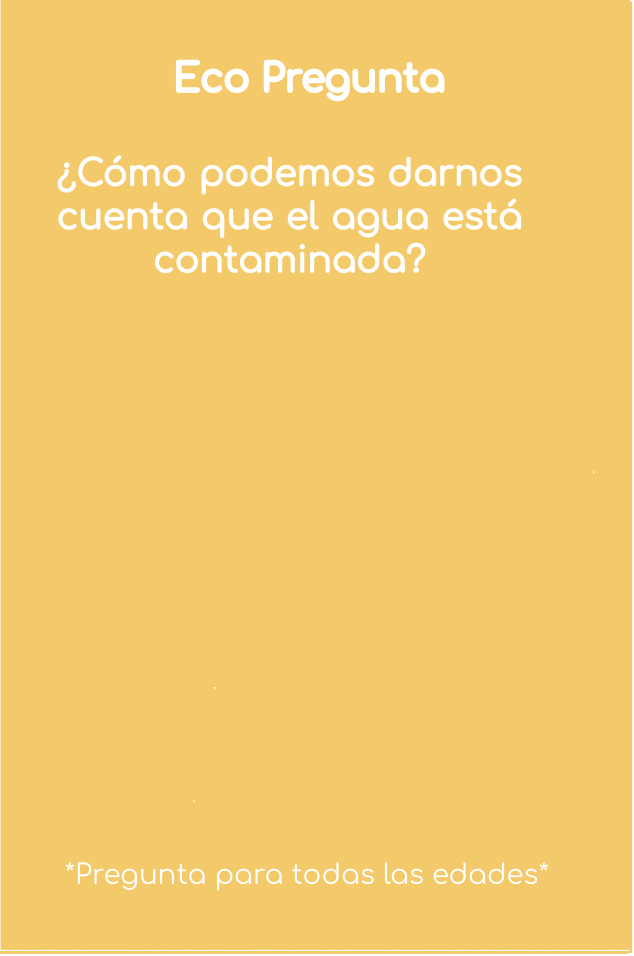 Eco Pregunta
¿Cómo podemos darnos
cuenta que el agua está
contaminada?
*Pregunta para todas las edades*